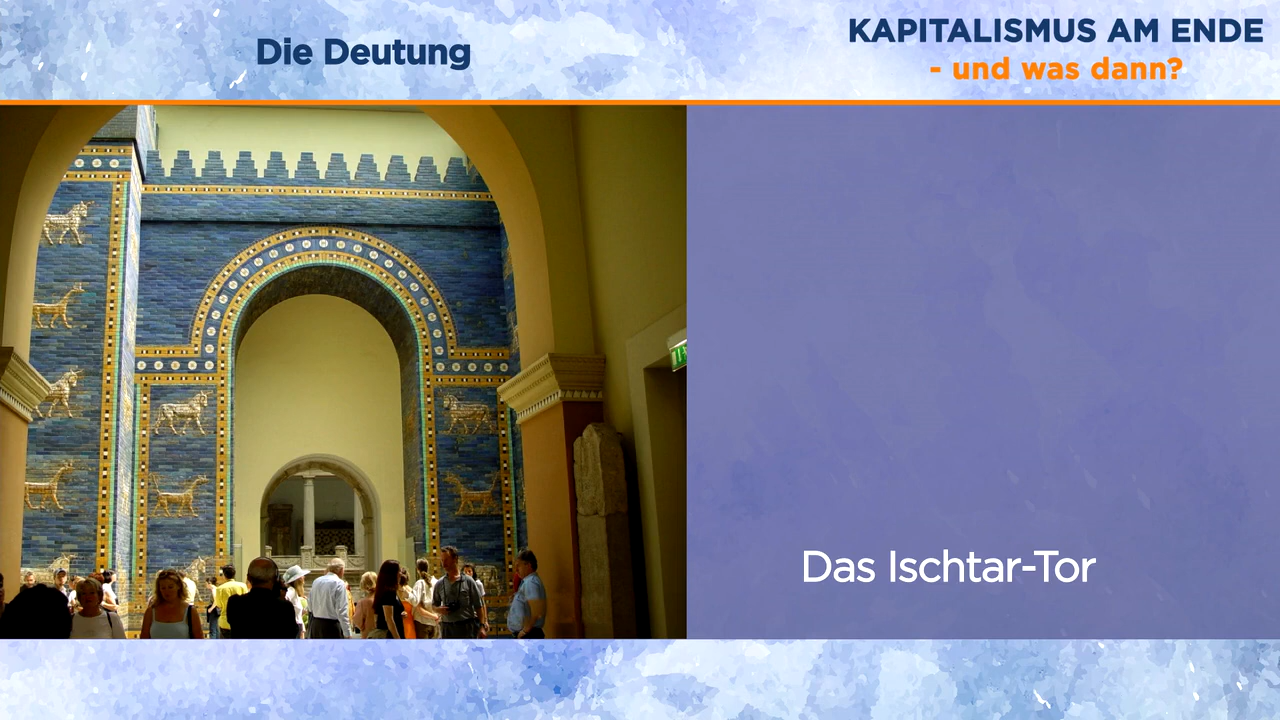 Die Deutung
KAPITALISMUS AM ENDE
- und was dann?
Das Ischtar-Tor